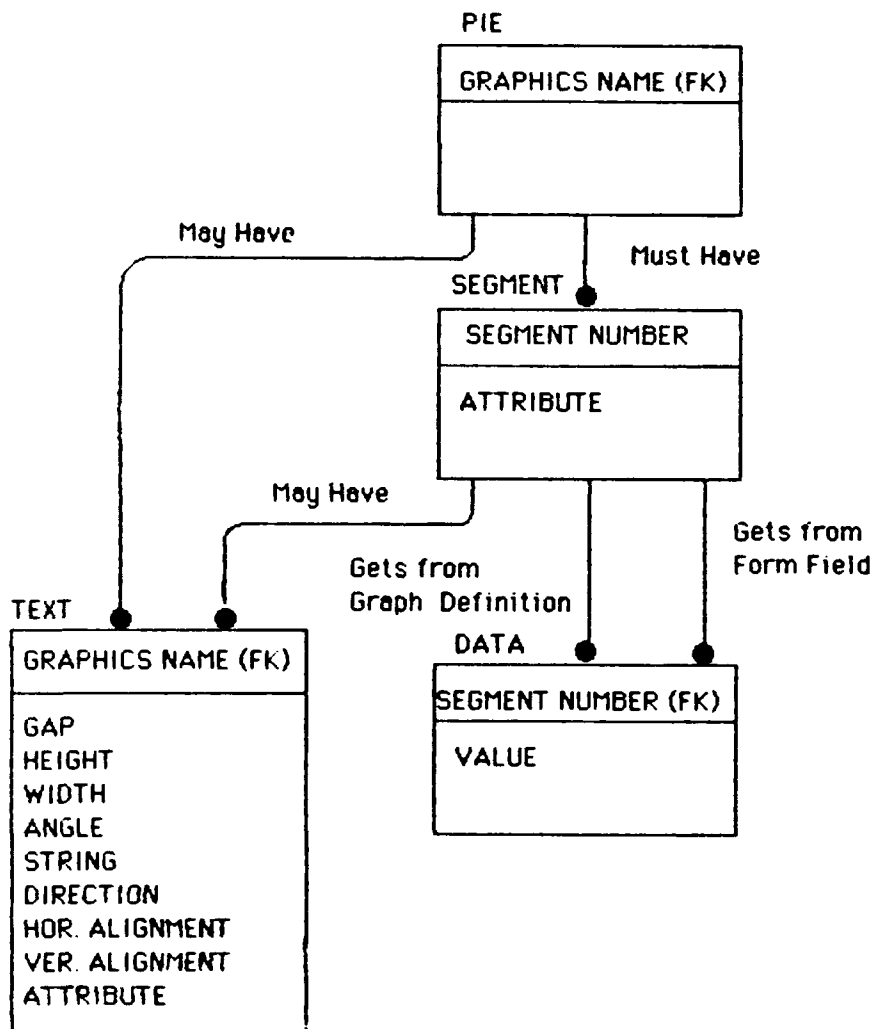 PIE
GRAPHICS NAME (FK)
May Have
Must Have
SEGMENT
SEGMENT NUMBER
ATTRIBUTE
May Have
Gets from
Graph Definition
Gets from
Form Field
TEXT
GRAPHICS NAME (FK)
GAP
HEIGHT
WIDTH
ANGLE
STRING
DIRECTION
HOR. ALIGNMENT
VER. ALIGNMENT
ATTRIBUTE
DATA
SEGMENT NUMBER (FK)
VALUE